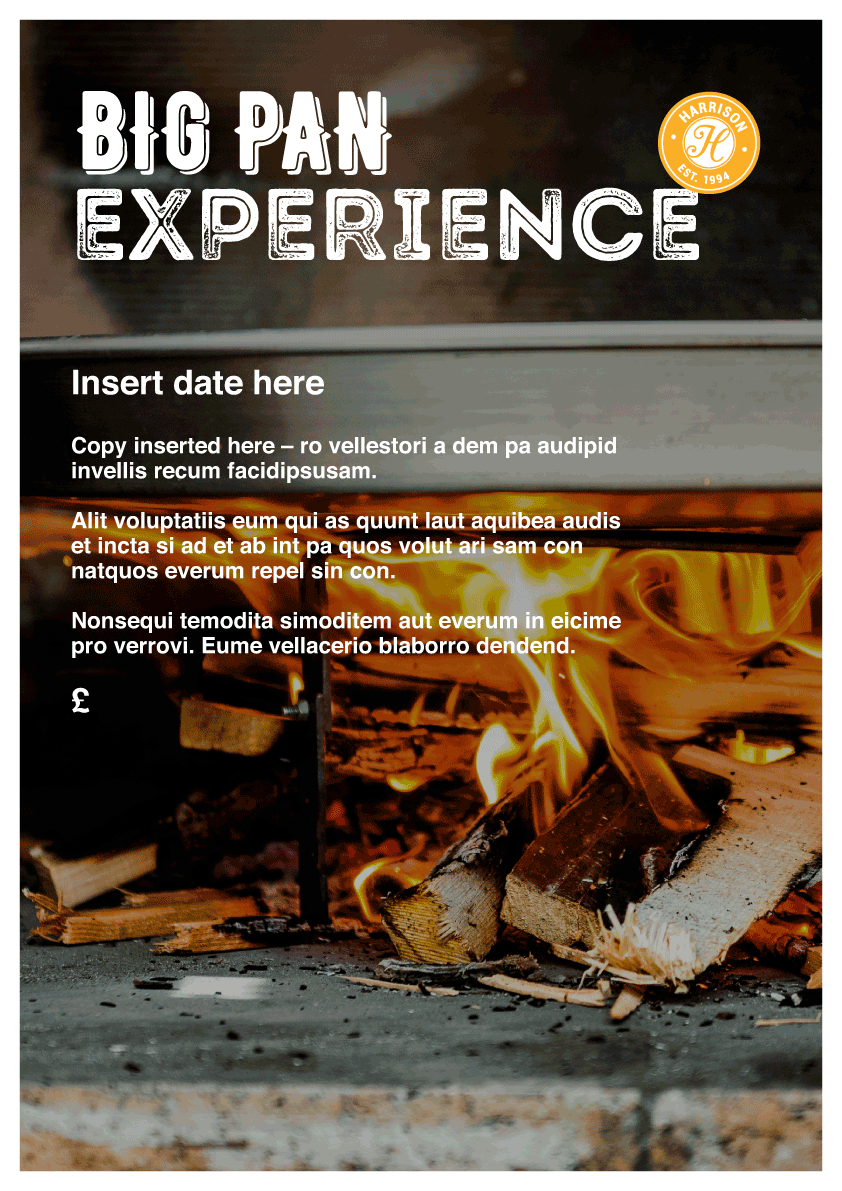 BIG PAN
EXPERIENCE
HARRISON
H
EST. 1994
Insert date here
Copy inserted here – ro vellestori a dem pa audipid
invellis recum facidipsusam.
Alit voluptatiis eum qui as quunt laut aquibea audis
et incta si ad et ab int pa quos volut ari sam con
natquos everum repel sin con.
Nonsequi temodita simoditem aut everum in eicime
pro verrovi. Eume vellacerio blaborro dendend.
£